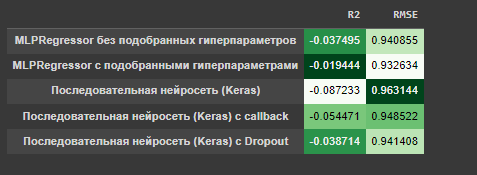 R2 RMSE
MLPRegressor без подобранных гиперпараметров -0.037495 0.940855
MLPRegressor с подобранными гиперпараметрами -0.019444 0.932634
Последовательная нейросеть (Keras) -0.087233 0.963144
Последовательная нейросеть (Keras) с callback -0.054471 0.948522
Последовательная нейросеть (Keras) с Dropout -0.038714 0.941408